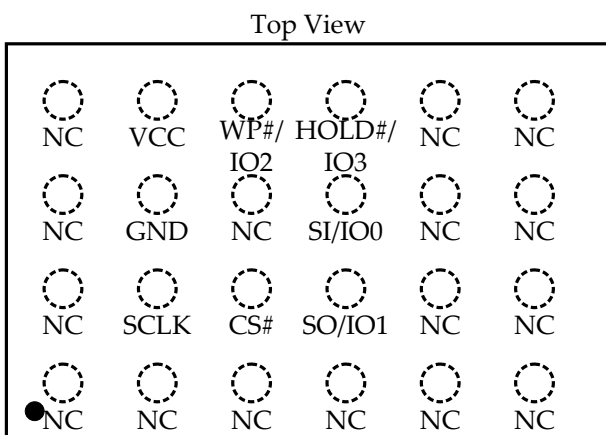 Top View
NC VCC WP#/ HOLD#/ NC NC
IO2 IO3
NC GND NC SI/IO0 NC NC
NC SCLK CS# SO/IO1 NC NC
NC NC NC NC NC NC